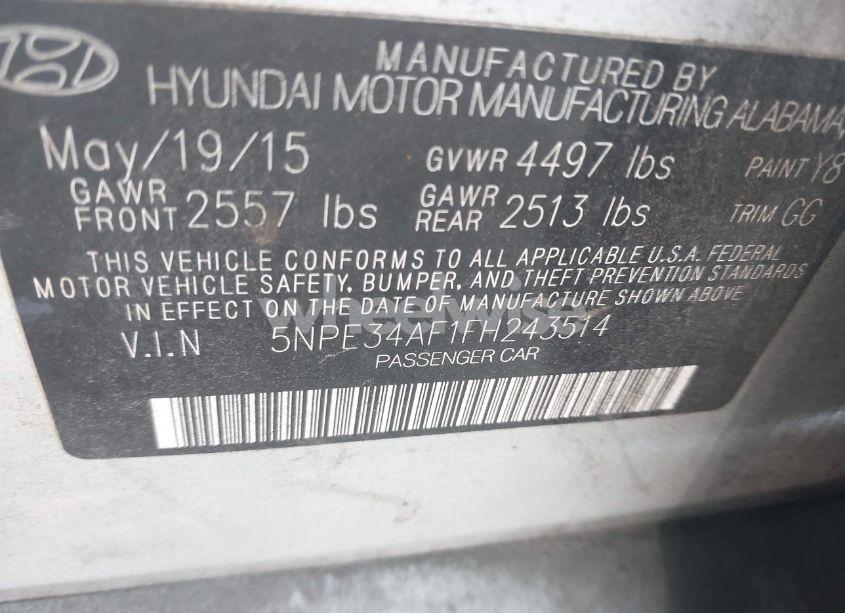 MANUFACTURED BY
HYUNDAI MOTOR MANUFACTURING ALABAMA,
May/19/15 GVWR 4497 lbs PAINT Y8
GAWR FRONT 2557 lbs GAWR REAR 2513 lbs TRIM GG
THIS VEHICLE CONFORMS TO ALL APPLICABLE U.S.A. FEDERAL
MOTOR VEHICLE SAFETY, BUMPER, AND THEFT PREVENTION STANDARDS
IN EFFECT ON THE DATE OF MANUFACTURE SHOWN ABOVE
V.I.N 5NPE34AF1FH243514
PASSENGER CAR
wheelwise